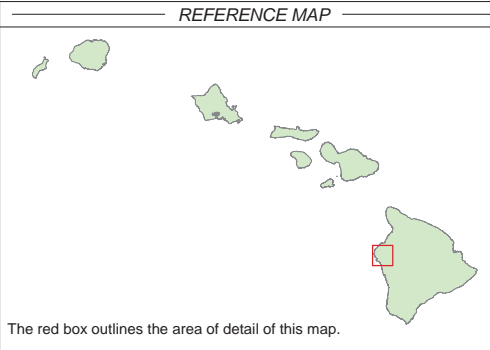 REFERENCE MAP
The red box outlines the area of detail of this map.